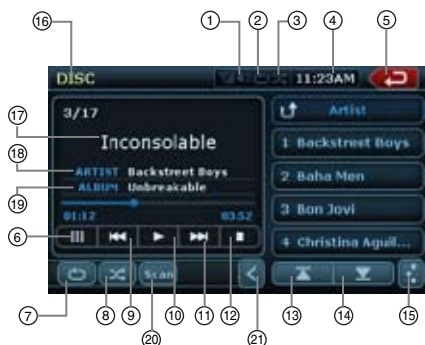 16 1 2 3 4 5
DISC 11:23AM
3/17
17 Inconsolable
18 ARTIST Backstreet Boys
19 ALBUM Unbreakable
01:12 03:52
Artist
1 Backstreet Boys
2 Baha Men
3 Bon Jovi
4 Christina Aguil...
6
Scan
7 8 9 10 11 12 13 14 15
20 21